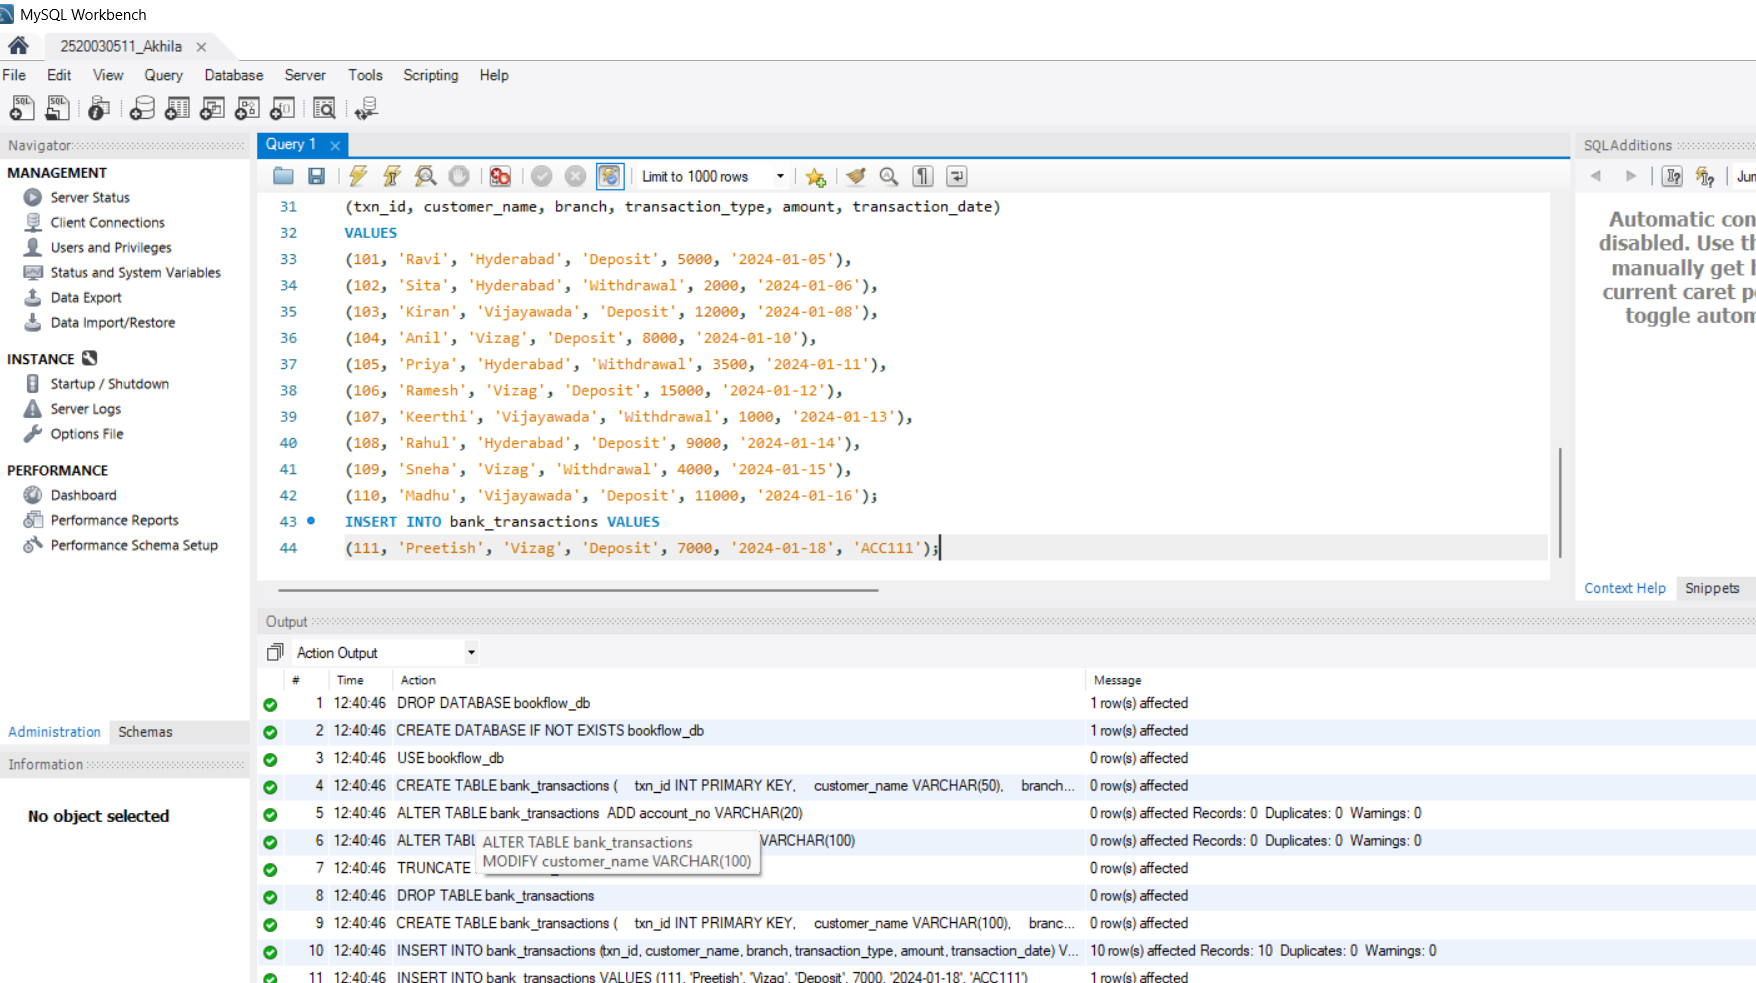 MySQL Workbench
2520030511_Akhila
File Edit View Query Database Server Tools Scripting Help
Navigator
MANAGEMENT
Server Status
Client Connections
Users and Privileges
Status and System Variables
Data Export
Data Import/Restore
INSTANCE
Startup / Shutdown
Server Logs
Options File
PERFORMANCE
Dashboard
Performance Reports
Performance Schema Setup
Administration Schemas
Information
No object selected
Query 1
Limit to 1000 rows
31 (txn_id, customer_name, branch, transaction_type, amount, transaction_date)
32 VALUES
33 (101, 'Ravi', 'Hyderabad', 'Deposit', 5000, '2024-01-05'),
34 (102, 'Sita', 'Hyderabad', 'Withdrawal', 2000, '2024-01-06'),
35 (103, 'Kiran', 'Vijayawada', 'Deposit', 12000, '2024-01-08'),
36 (104, 'Anil', 'Vizag', 'Deposit', 8000, '2024-01-10'),
37 (105, 'Priya', 'Hyderabad', 'Withdrawal', 3500, '2024-01-11'),
38 (106, 'Ramesh', 'Vizag', 'Deposit', 15000, '2024-01-12'),
39 (107, 'Keerthi', 'Vijayawada', 'Withdrawal', 1000, '2024-01-13'),
40 (108, 'Rahul', 'Hyderabad', 'Deposit', 9000, '2024-01-14'),
41 (109, 'Sneha', 'Vizag', 'Withdrawal', 4000, '2024-01-15'),
42 (110, 'Madhu', 'Vijayawada', 'Deposit', 11000, '2024-01-16');
43 INSERT INTO bank_transactions VALUES
44 (111, 'Preetish', 'Vizag', 'Deposit', 7000, '2024-01-18', 'ACC111');
SQLAdditions
Jum
Automatic con
disabled. Use th
manually get h
current caret po
toggle autom
Context Help Snippets
Output
Action Output
# Time Action Message
1 12:40:46 DROP DATABASE bookflow_db 1 row(s) affected
2 12:40:46 CREATE DATABASE IF NOT EXISTS bookflow_db 1 row(s) affected
3 12:40:46 USE bookflow_db 0 row(s) affected
4 12:40:46 CREATE TABLE bank_transactions ( txn_id INT PRIMARY KEY, customer_name VARCHAR(50), branch... 0 row(s) affected
5 12:40:46 ALTER TABLE bank_transactions ADD account_no VARCHAR(20) 0 row(s) affected Records: 0 Duplicates: 0 Warnings: 0
6 12:40:46 ALTER TABL VARCHAR(100) 0 row(s) affected Records: 0 Duplicates: 0 Warnings: 0
ALTER TABLE bank_transactions
MODIFY customer_name VARCHAR(100)
7 12:40:46 TRUNCATE 0 row(s) affected
8 12:40:46 DROP TABLE bank_transactions 0 row(s) affected
9 12:40:46 CREATE TABLE bank_transactions ( txn_id INT PRIMARY KEY, customer_name VARCHAR(100), branc... 0 row(s) affected
10 12:40:46 INSERT INTO bank_transactions (txn_id, customer_name, branch, transaction_type, amount, transaction_date) V... 10 row(s) affected Records: 10 Duplicates: 0 Warnings: 0
11 12:40:46 INSERT INTO bank_transactions VALUES (111, 'Preetish', 'Vizag', 'Deposit', 7000, '2024-01-18', 'ACC111') 1 row(s) affected